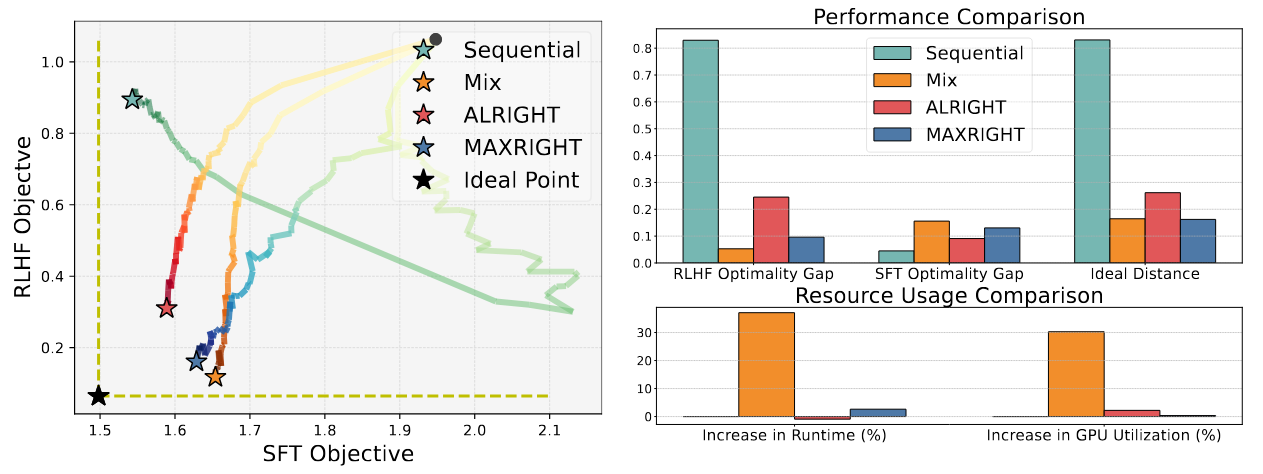 RLHF Objectve
1.0
0.8
0.6
0.4
0.2
Sequential
Mix
ALRIGHT
MAXRIGHT
Ideal Point
1.5 1.6 1.7 1.8 1.9 2.0 2.1
SFT Objective
Performance Comparison
0.8
0.7
0.6
0.5
0.4
0.3
0.2
0.1
0.0
Sequential
Mix
ALRIGHT
MAXRIGHT
RLHF Optimality Gap SFT Optimality Gap Ideal Distance
Resource Usage Comparison
30
20
10
0
Increase in Runtime (%) Increase in GPU Utilization (%)